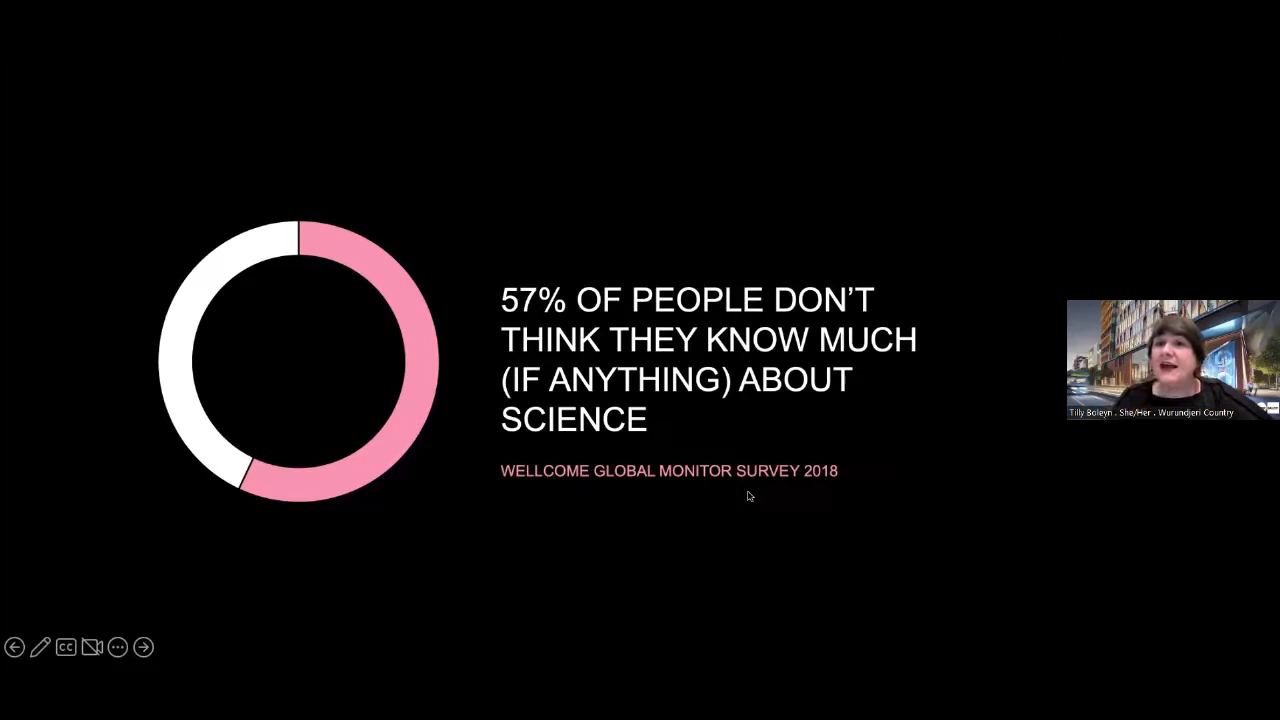 57% OF PEOPLE DON’T
THINK THEY KNOW MUCH
(IF ANYTHING) ABOUT
SCIENCE
WELLCOME GLOBAL MONITOR SURVEY 2018
Tilly Boleyn . She/Her . Wurundjeri Country
CC